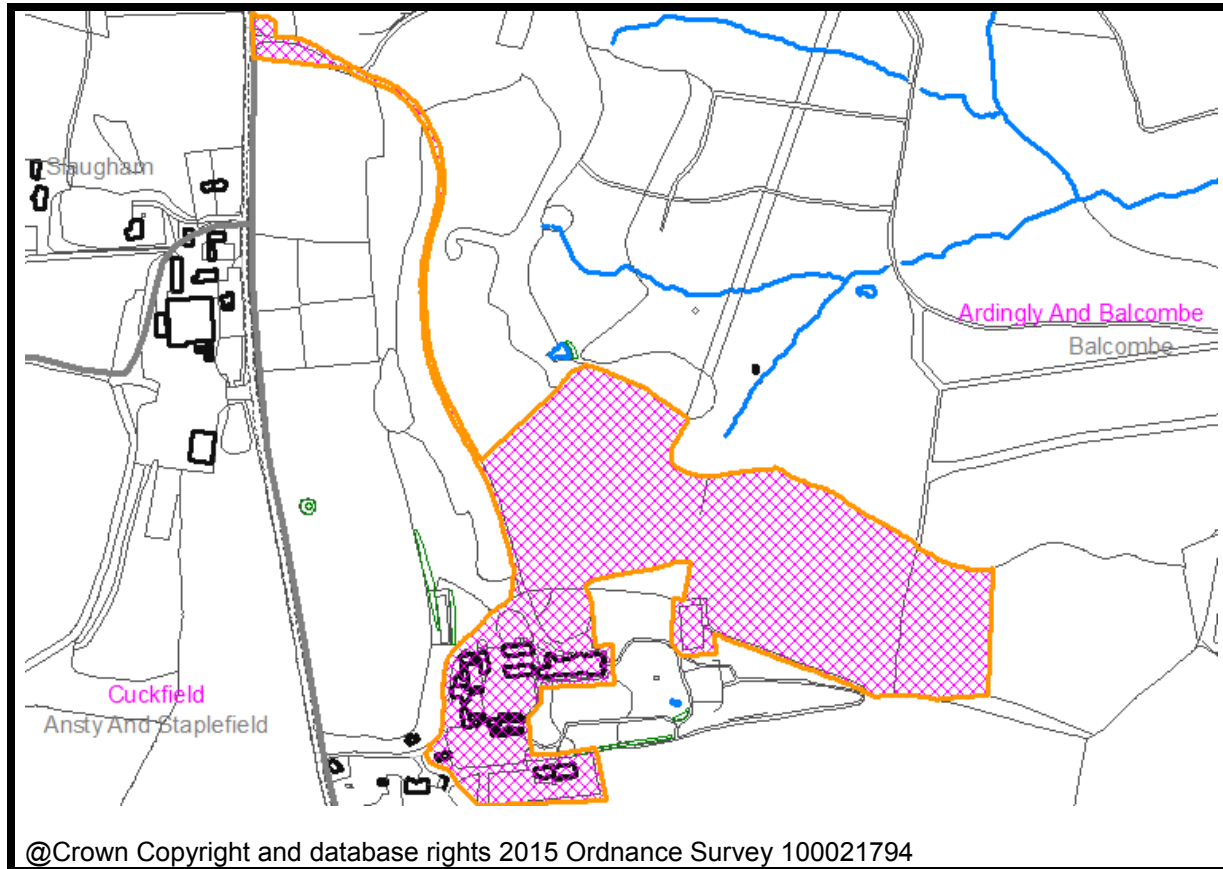 Slaugham
Ardingly And Balcombe
Balcombe
Cuckfield
Ansty And Staplefield
@Crown Copyright and database rights 2015 Ordnance Survey 100021794